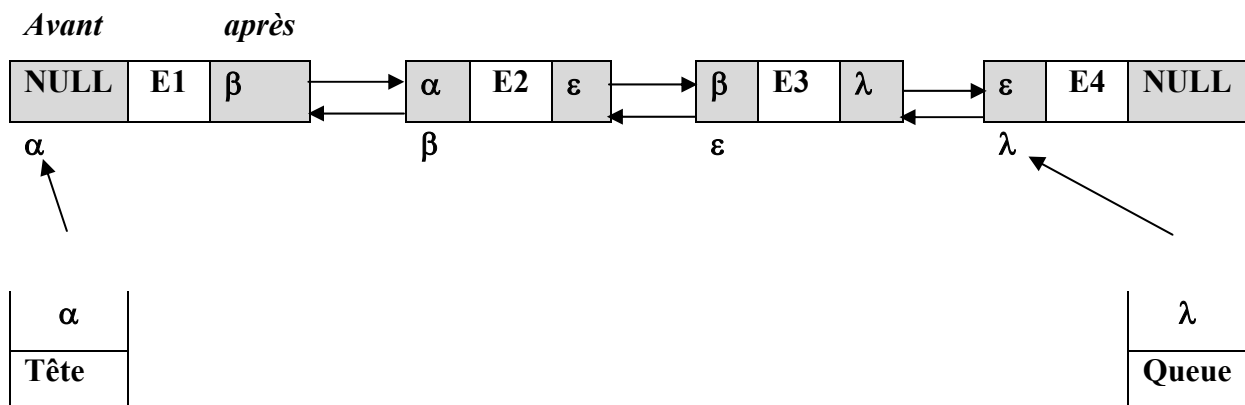 Avant après
NULL E1 β α E2 ε β E3 λ ε E4 NULL
α β ε λ
α λ
Tête Queue